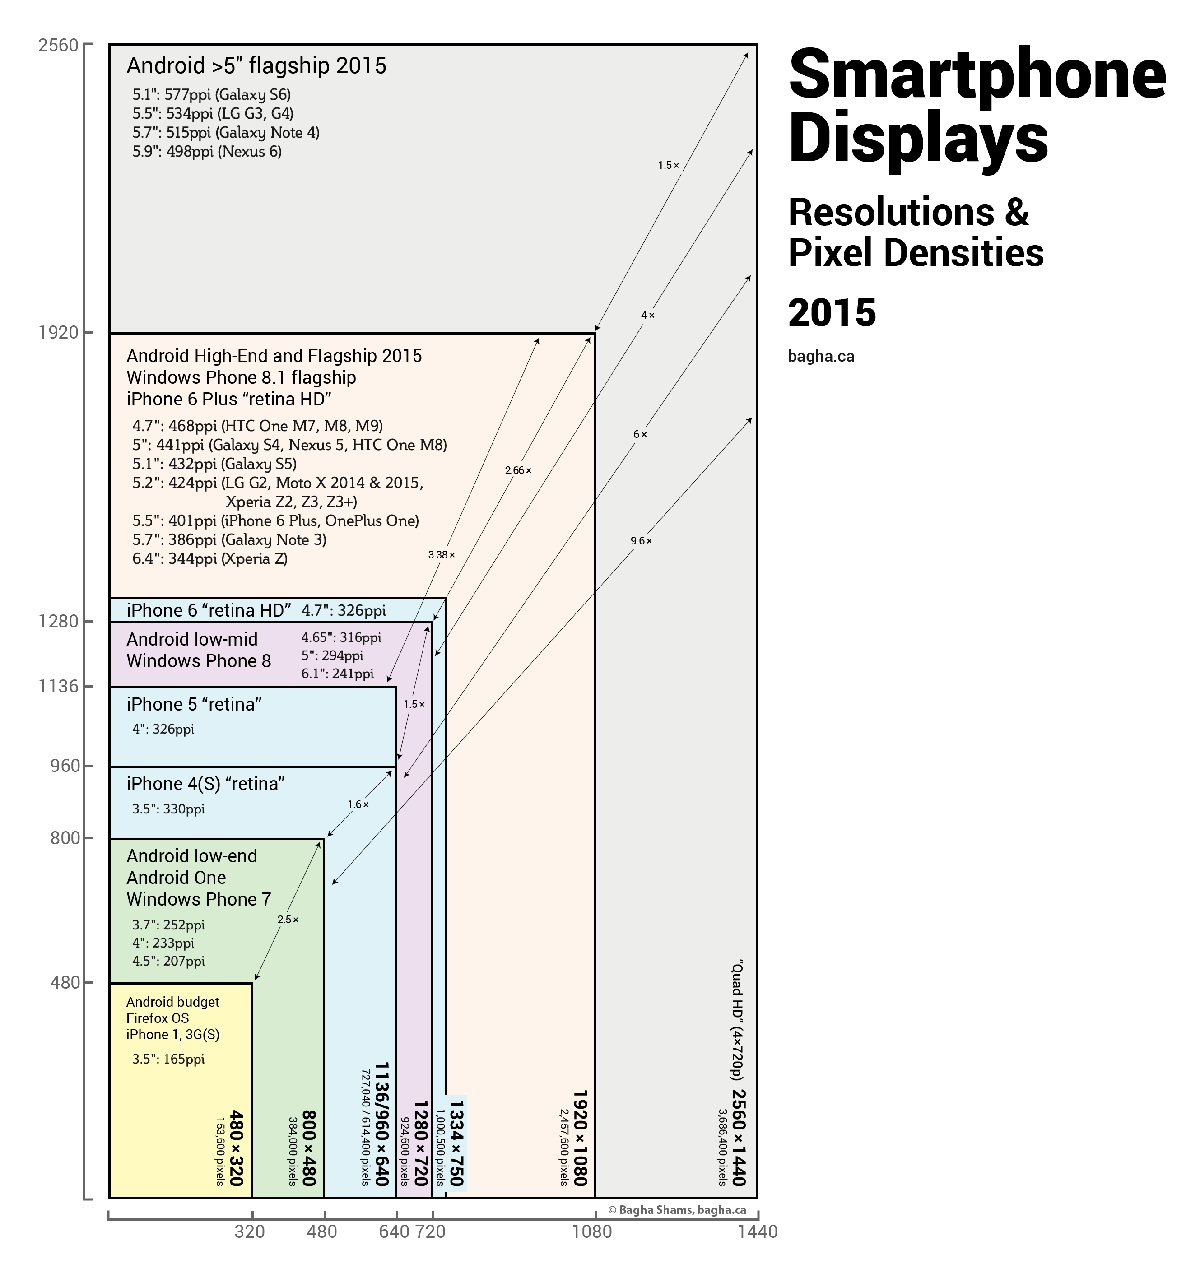 Smartphone
Displays
Resolutions &
Pixel Densities
2015
bagha.ca
2560
1920
1280
1136
960
800
480
Android >5" flagship 2015
5.1": 577ppi (Galaxy S6)
5.5": 534ppi (LG G3, G4)
5.7": 515ppi (Galaxy Note 4)
5.9": 498ppi (Nexus 6)
1.5×
4×
6×
9.6×
Android High-End and Flagship 2015
Windows Phone 8.1 flagship
iPhone 6 Plus “retina HD”
4.7": 468ppi (HTC One M7, M8, M9)
5": 441ppi (Galaxy S4, Nexus 5, HTC One M8)
5.1": 432ppi (Galaxy S5)
5.2": 424ppi (LG G2, Moto X 2014 & 2015,
Xperia Z2, Z3, Z3+)
5.5": 401ppi (iPhone 6 Plus, OnePlus One)
5.7": 386ppi (Galaxy Note 3)
6.4": 344ppi (Xperia Z)
2.66×
3.38×
iPhone 6 “retina HD” 4.7": 326ppi
Android low-mid
Windows Phone 8
4.65": 316ppi
5": 294ppi
6.1": 241ppi
1.5×
iPhone 5 “retina”
4": 326ppi
iPhone 4(S) “retina”
3.5": 330ppi
1.6×
Android low-end
Android One
Windows Phone 7
3.7": 252ppi
4": 233ppi
4.5": 207ppi
2.5×
Android budget
Firefox OS
iPhone 1, 3G(S)
3.5": 165ppi
480×320
153,600 pixels
800×480
384,000 pixels
1136/960×640
727,040 / 614,400 pixels
1280×720
924,600 pixels
1334×750
1,000,500 pixels
1920×1080
2,457,600 pixels
“Quad HD” (4×720p) 2560×1440
3,686,400 pixels
© Bagha Shams, bagha.ca
320
480
640
720
1080
1440